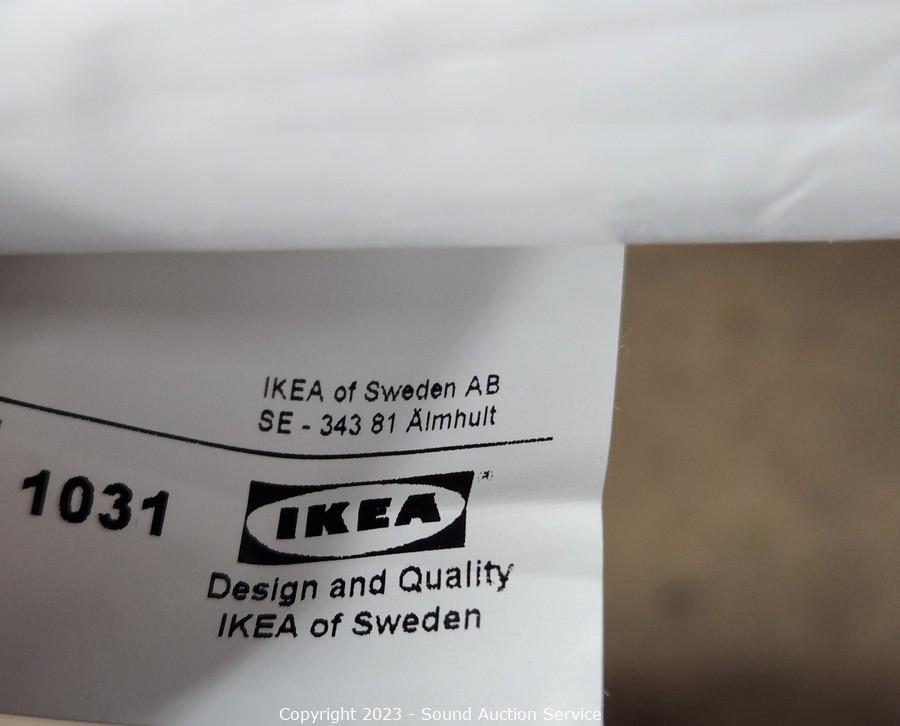 IKEA of Sweden AB
SE - 343 81 Älmhult
1031
IKEA
Design and Quality
IKEA of Sweden
Copyright 2023 - Sound Auction Service